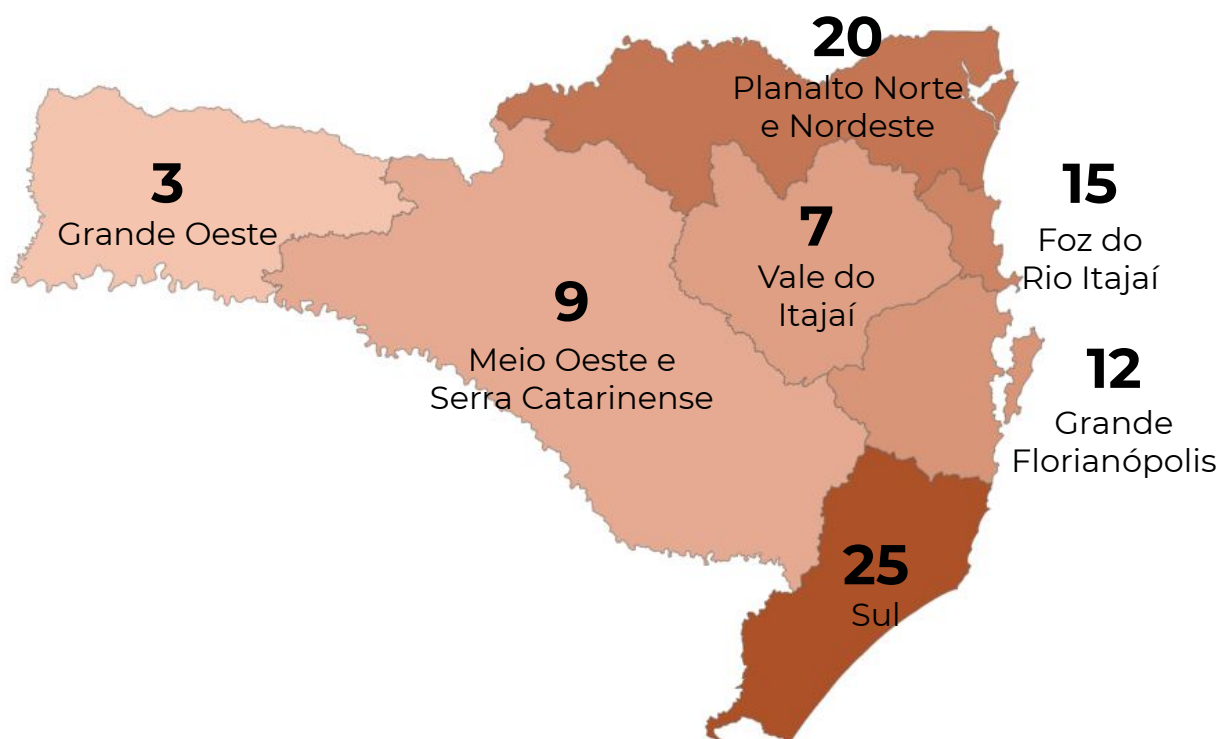 20
Planalto Norte
e Nordeste
3
Grande Oeste
15
Foz do
Rio Itajaí
7
Vale do
Itajaí
9
Meio Oeste e
Serra Catarinense
12
Grande
Florianópolis
25
Sul